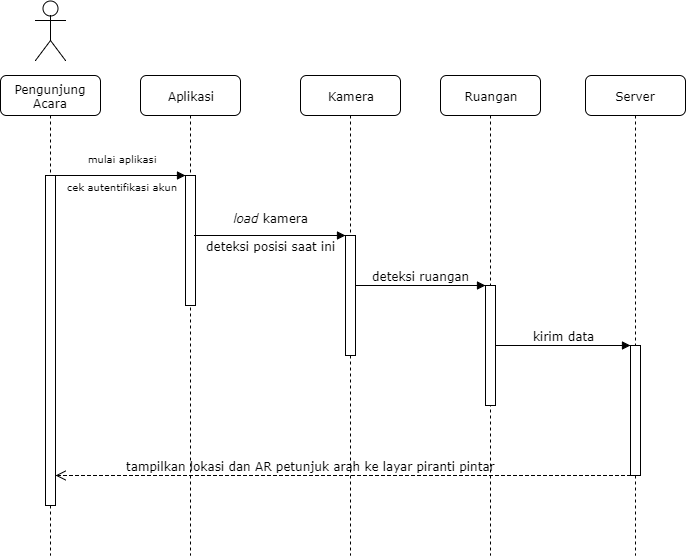 Pengunjung
Acara
Aplikasi
Kamera
Ruangan
Server
mulai aplikasi
cek autentifikasi akun
load kamera
deteksi posisi saat ini
deteksi ruangan
kirim data
tampilkan lokasi dan AR petunjuk arah ke layar piranti pintar